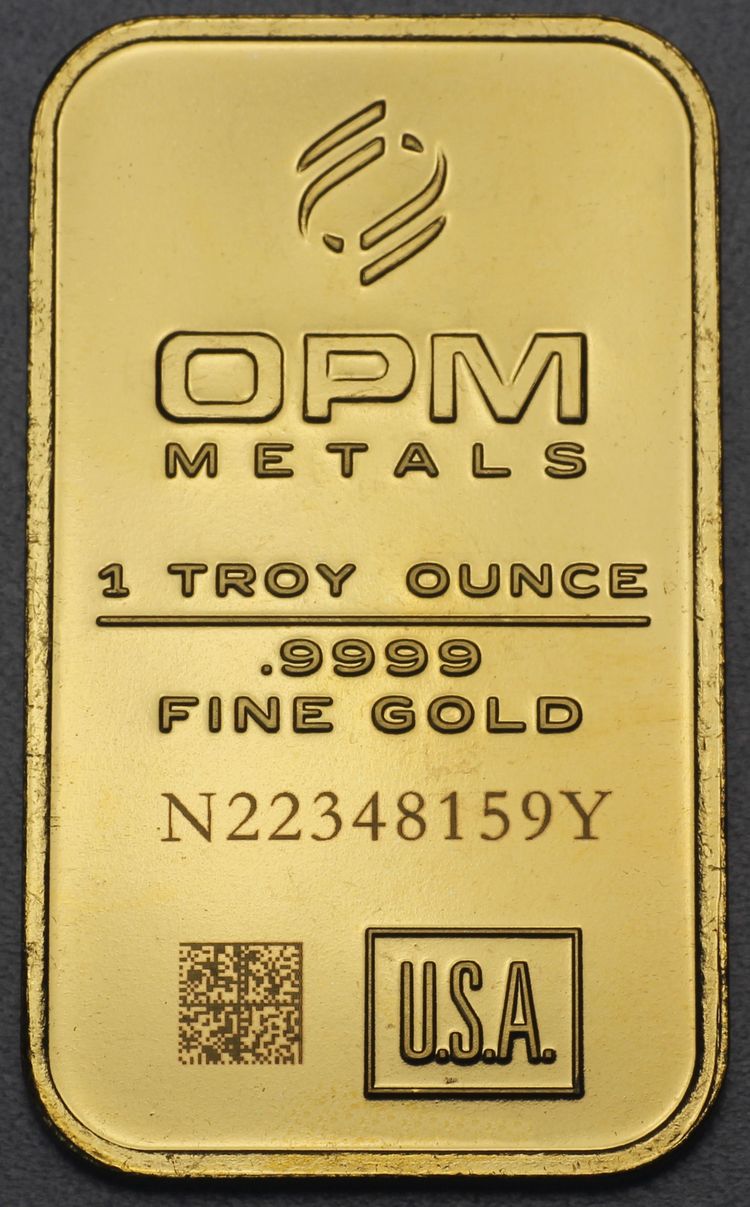 OPM
METALS
1 TROY OUNCE
.9999
FINE GOLD
N22348159Y
U.S.A.